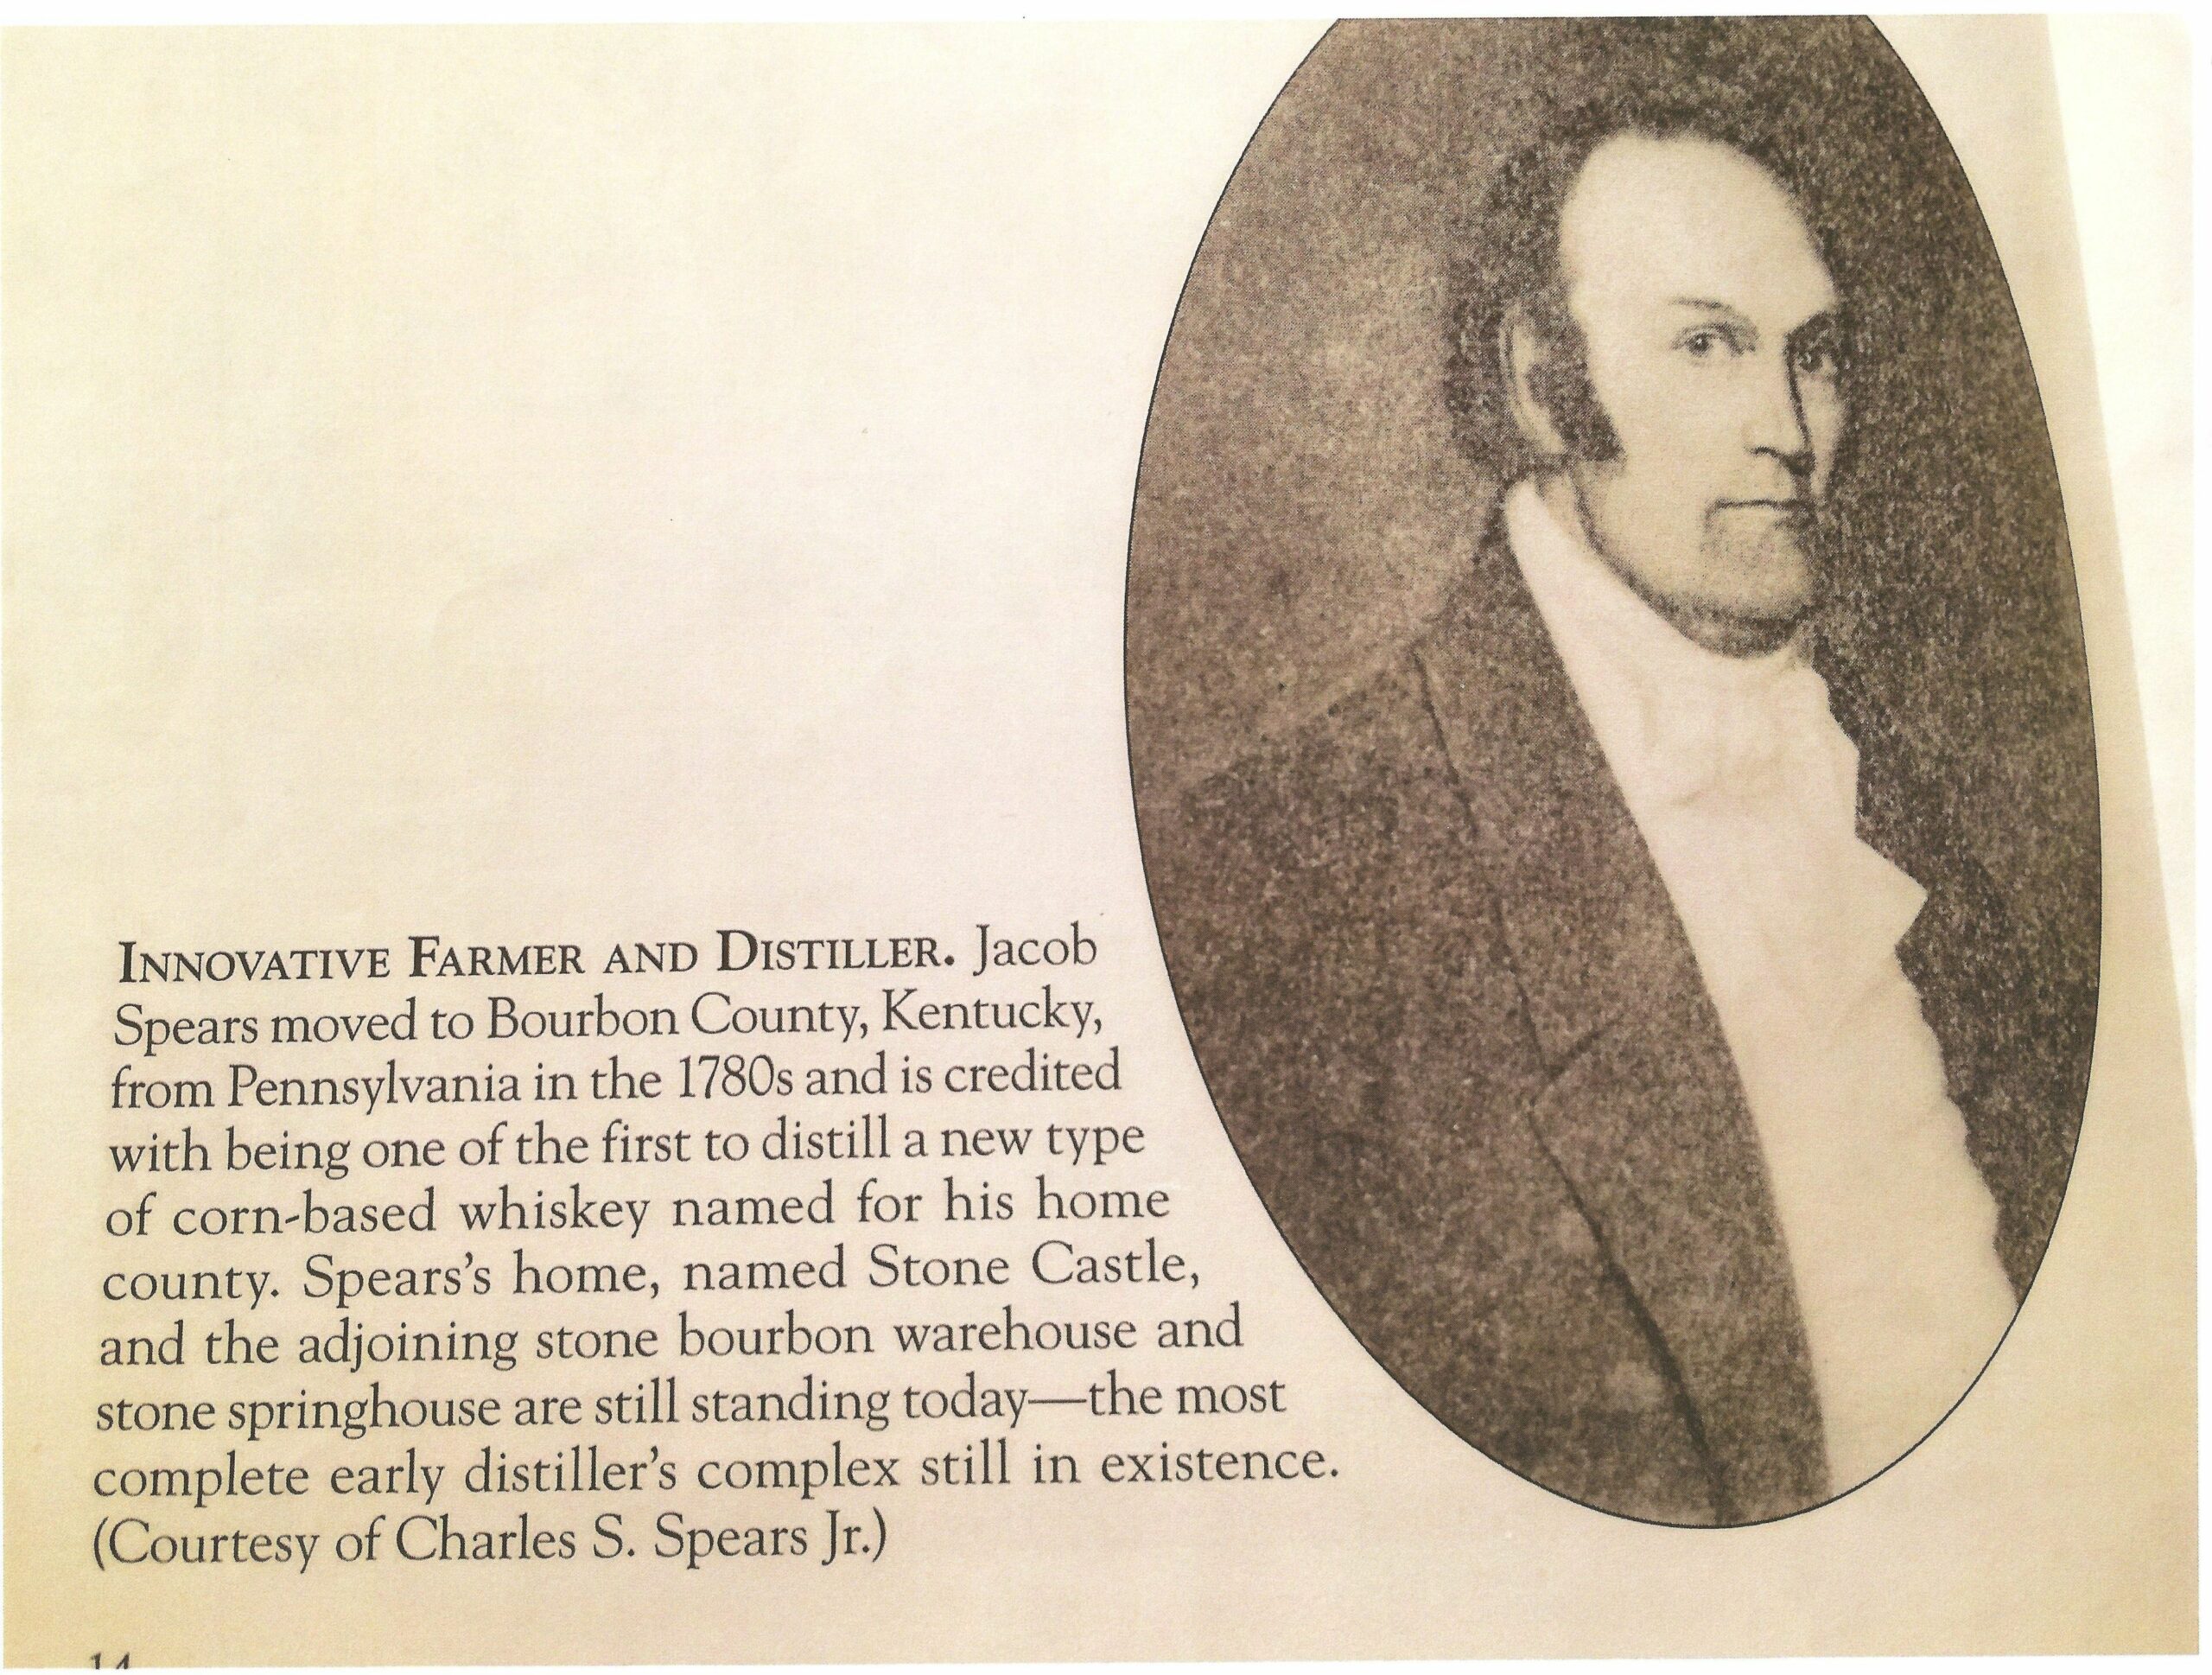 INNOVATIVE FARMER AND DISTILLER. Jacob
Spears moved to Bourbon County, Kentucky,
from Pennsylvania in the 1780s and is credited
with being one of the first to distill a new type
of corn-based whiskey named for his home
county. Spears's home, named Stone Castle,
and the adjoining stone bourbon warehouse and
stone springhouse are still standing today—the most
complete early distiller's complex still in existence.
(Courtesy of Charles S. Spears Jr.)
14